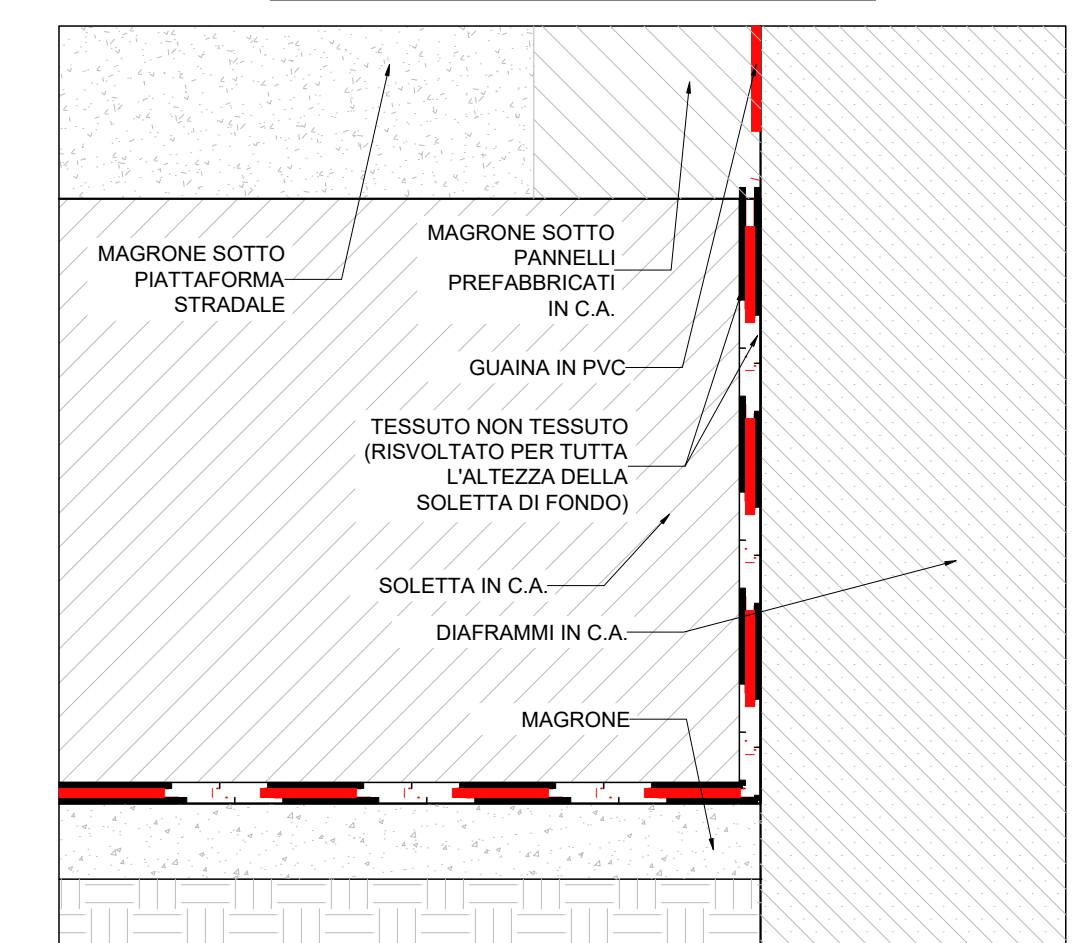 MAGRONE SOTTO
PIATTAFORMA
STRADALE
MAGRONE SOTTO
PANNELLI
PREFABBRICATI
IN C.A.
GUAINA IN PVC
TESSUTO NON TESSUTO
(RISVOLTATO PER TUTTA
L'ALTEZZA DELLA
SOLETTA DI FONDO)
SOLETTA IN C.A.
DIAFRAMMI IN C.A.
MAGRONE